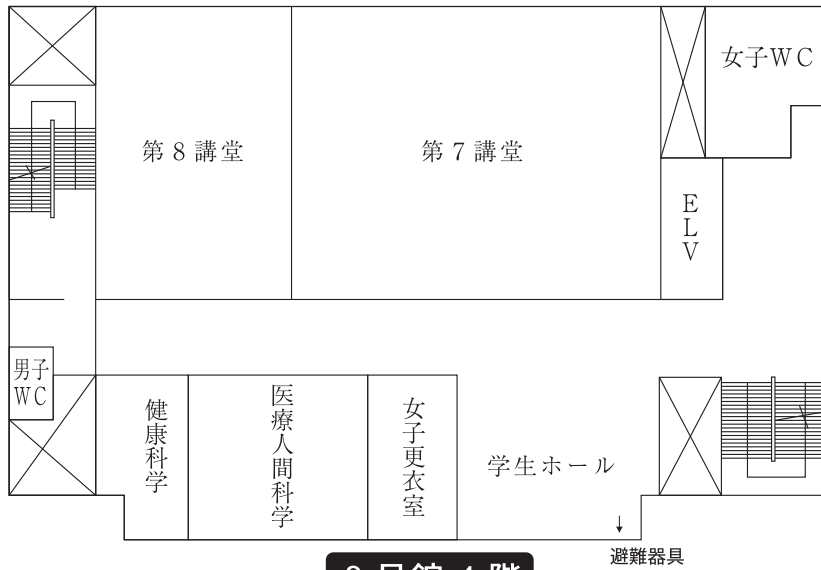 女子WC
第8講堂
第7講堂
ELV
男子
WC
健康科学
医療人間科学
女子更衣室
学生ホール
避難器具